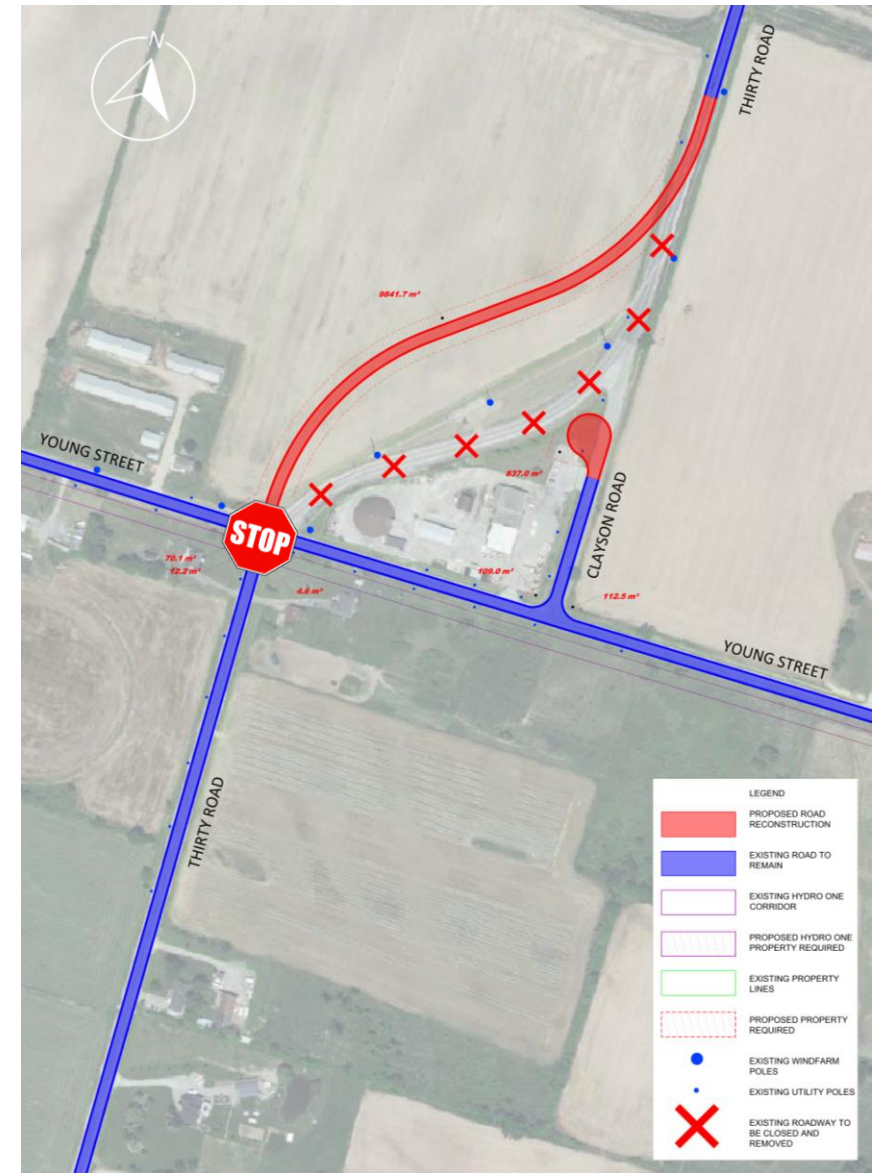 N
THIRTY ROAD
9841.7 m²
YOUNG STREET
STOP
837.0 m²
CLAYSON ROAD
70.1 m²
12.2 m²
4.6 m²
109.0 m²
112.5 m²
YOUNG STREET
THIRTY ROAD
LEGEND
PROPOSED ROAD
RECONSTRUCTION
EXISTING ROAD TO
REMAIN
EXISTING HYDRO ONE
CORRIDOR
PROPOSED HYDRO ONE
PROPERTY REQUIRED
EXISTING PROPERTY
LINES
PROPOSED PROPERTY
REQUIRED
EXISTING WINDFARM
POLES
EXISTING UTILITY POLES
EXISTING ROADWAY TO
BE CLOSED AND
REMOVED